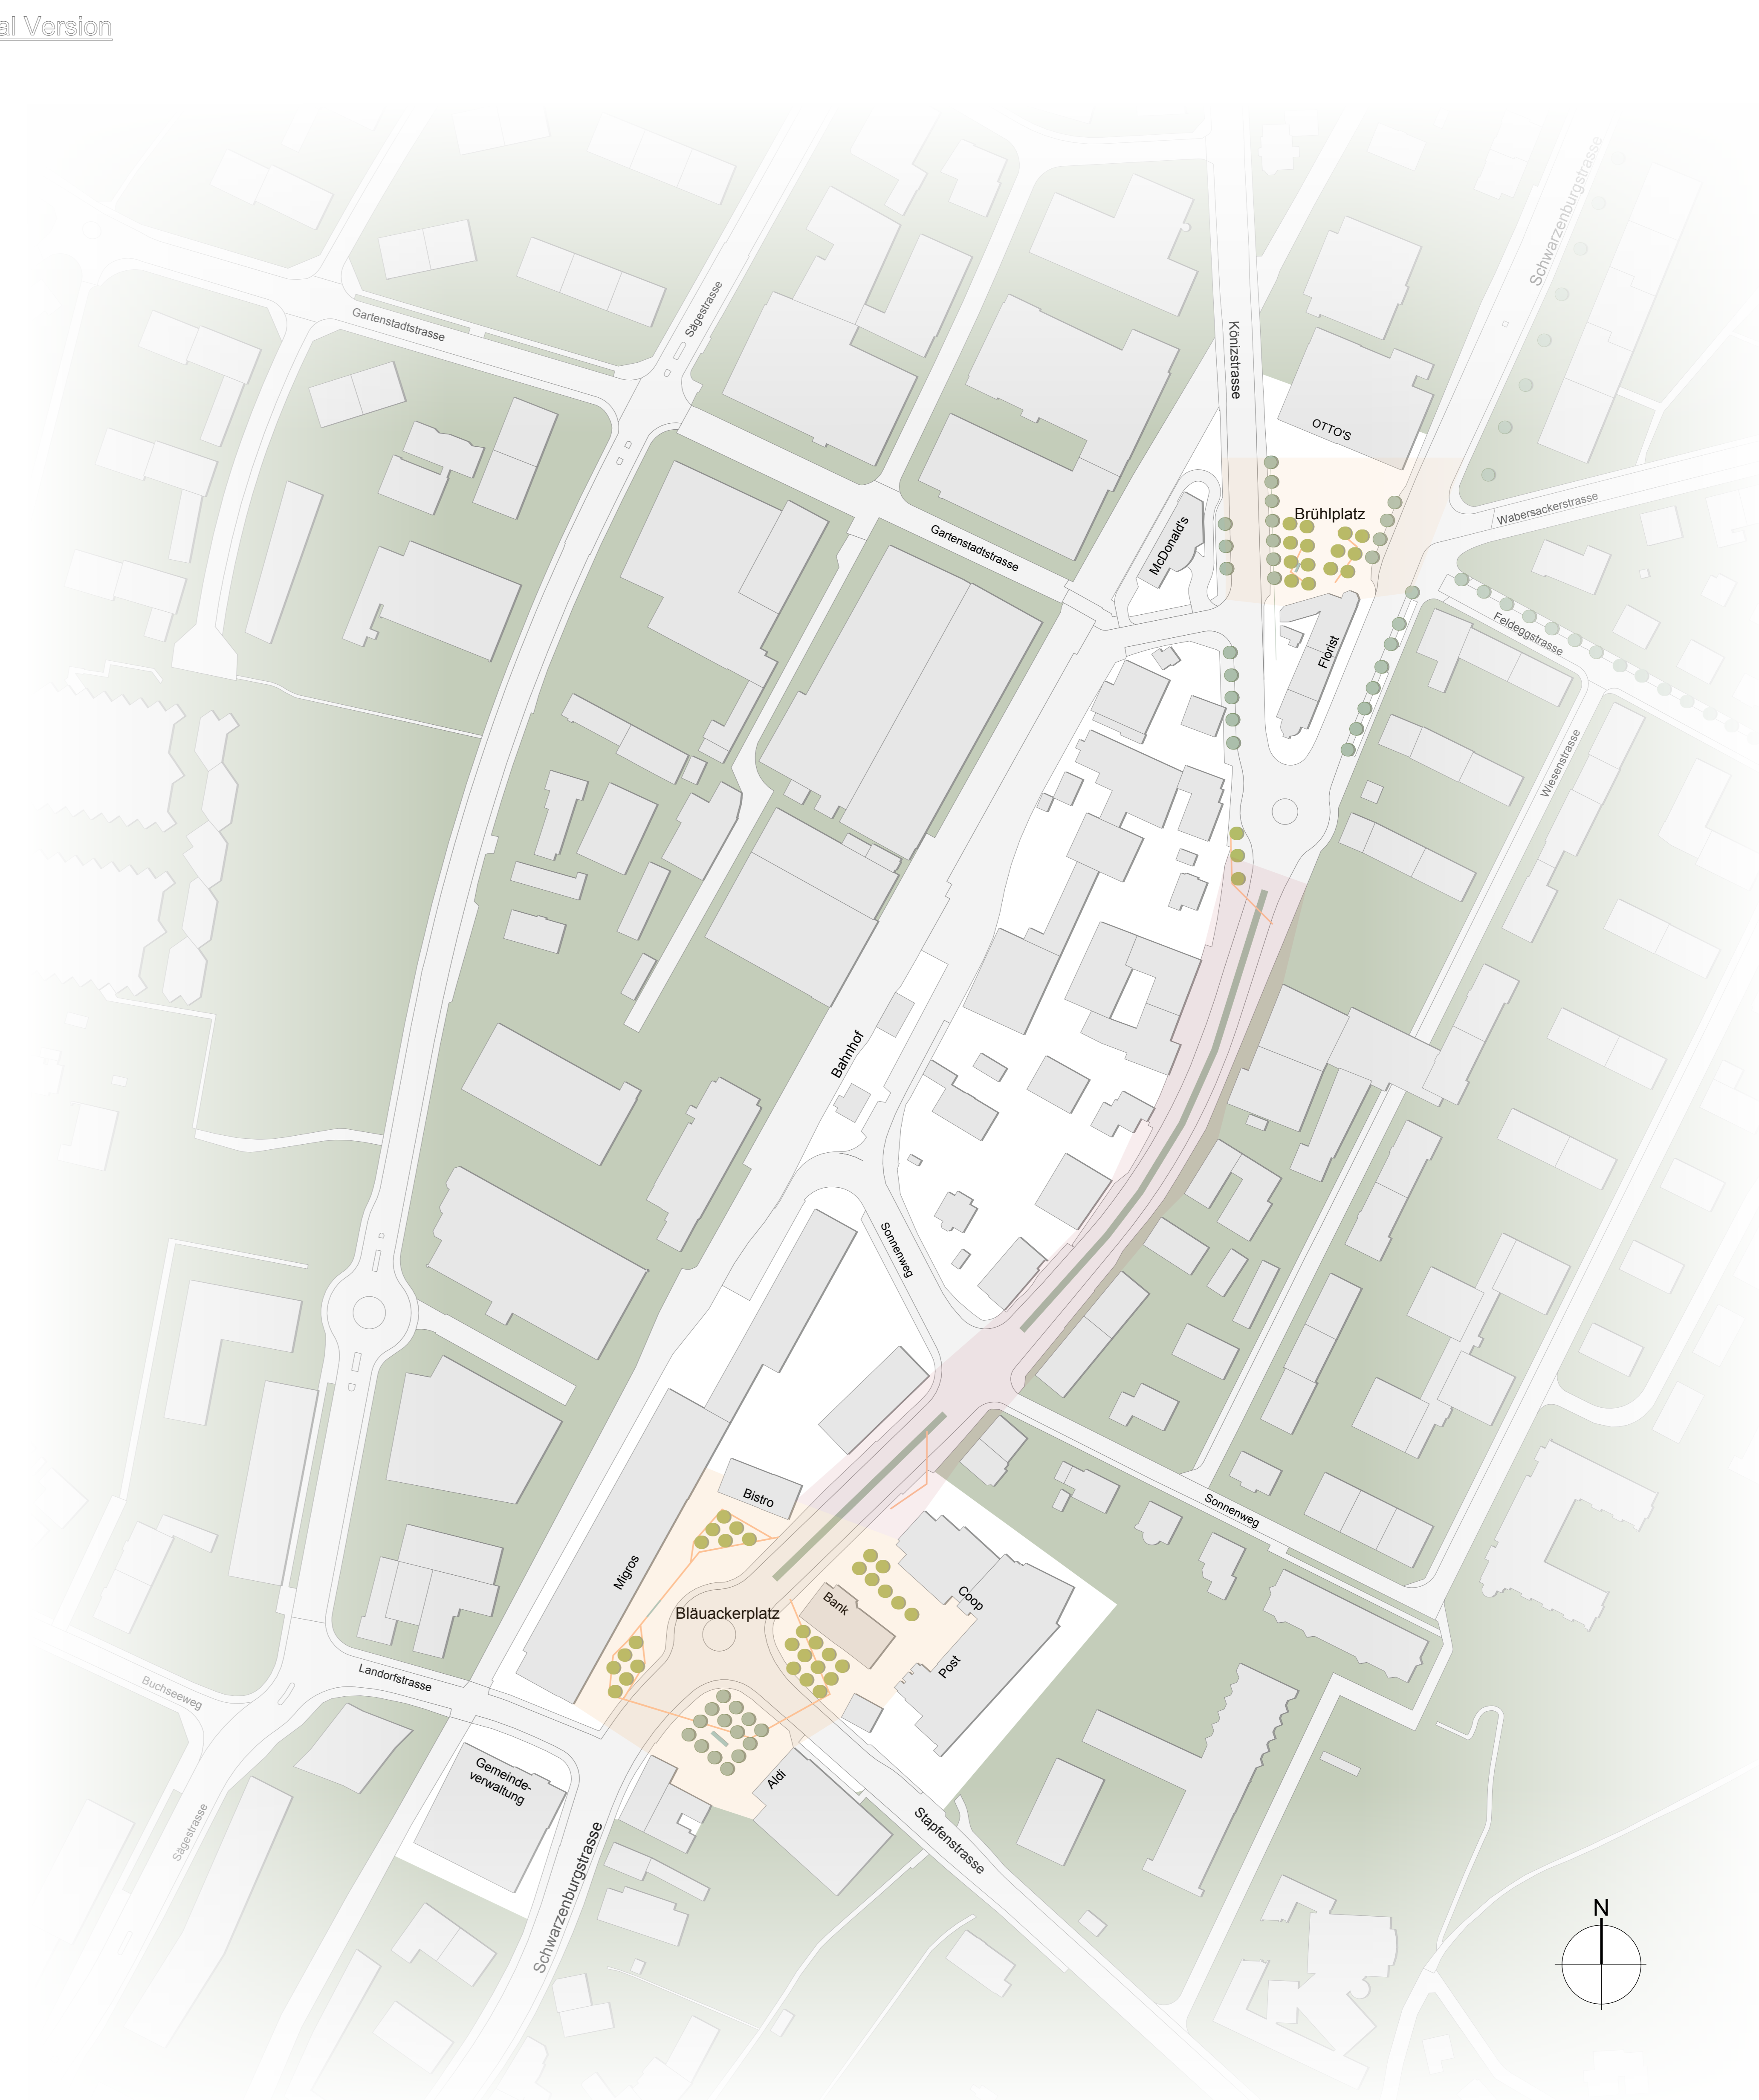 al Version
Schwarzenburgstrasse
Sägestrasse
Gartenstadtstrasse
Könizstrasse
OTTO'S
Brühlplatz
Wabersackerstrasse
McDonald's
Gartenstadtstrasse
Feldeggstrasse
Florist
Wiesenstrasse
Bahnhof
Sonnenweg
Bistro
Sonnenweg
Migros
Bläuackerplatz
Bank
Coop
Post
Landorfstrasse
Buchseeweg
Gemeinde-
verwaltung
Aldi
Sägestrasse
Schwarzenburgstrasse
Stapfenstrasse
N